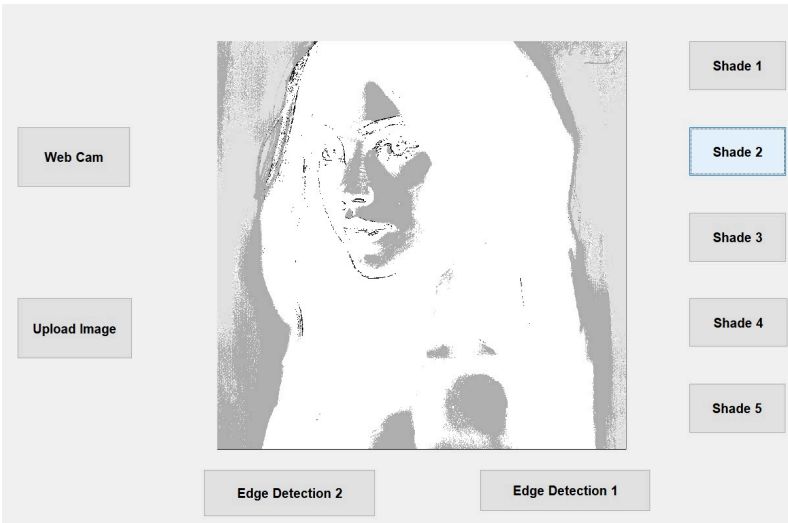 Shade 1
Web Cam
Shade 2
Shade 3
Upload Image
Shade 4
Shade 5
Edge Detection 2
Edge Detection 1